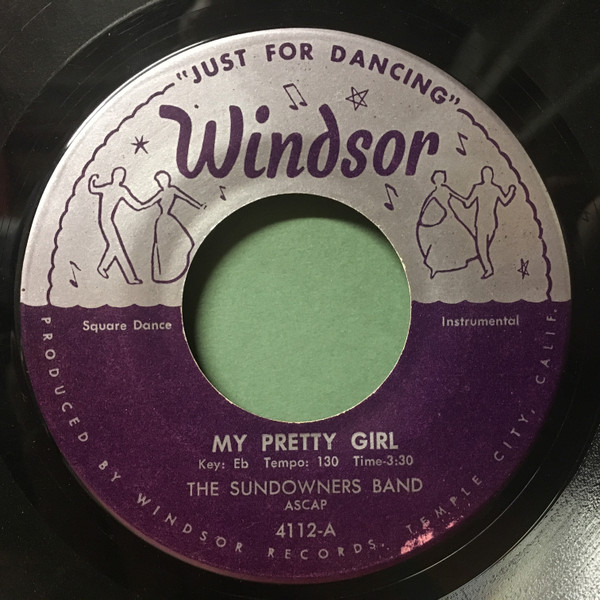 "JUST FOR DANCING"
Windsor
Square Dance
Instrumental
MY PRETTY GIRL
Key: Eb Tempo: 130 Time-3:30
THE SUNDOWNERS BAND
ASCAP
4112-A
PRODUCED BY WINDSOR RECORDS, TEMPLE CITY, CALIF.